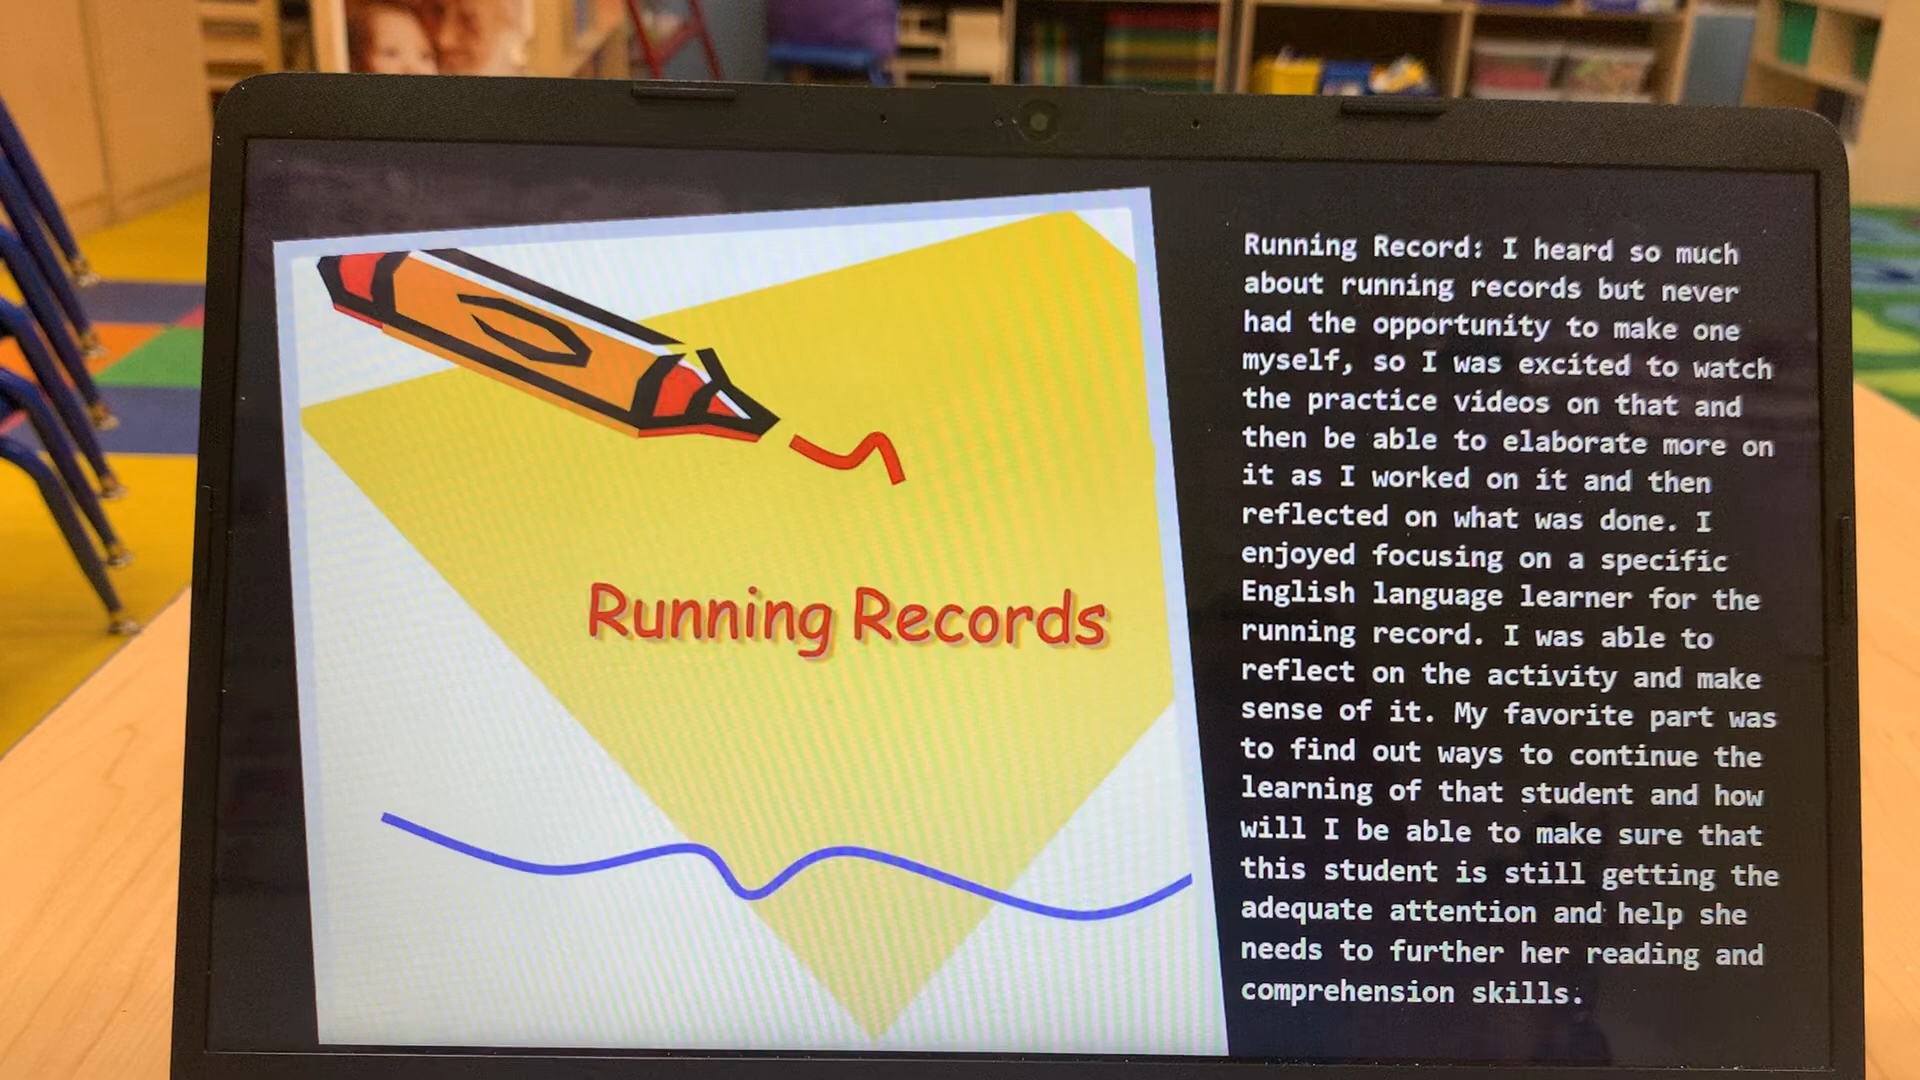 Running Records
Running Record: I heard so much
about running records but never
had the opportunity to make one
myself, so I was excited to watch
the practice videos on that and
then be able to elaborate more on
it as I worked on it and then
reflected on what was done. I
enjoyed focusing on a specific
English language learner for the
running record. I was able to
reflect on the activity and make
sense of it. My favorite part was
to find out ways to continue the
learning of that student and how
will I be able to make sure that
this student is still getting the
adequate attention and help she
needs to further her reading and
comprehension skills.